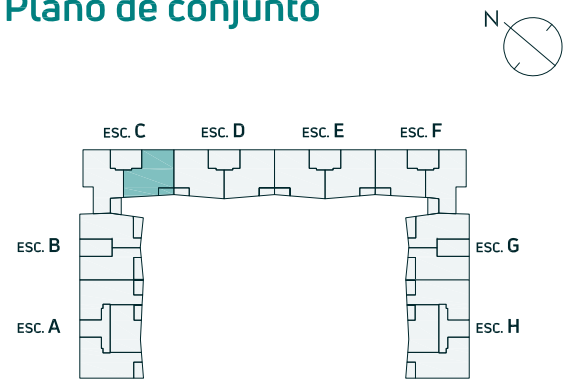 Plano de conjunto
N
ESC. C ESC. D ESC. E ESC. F
ESC. B ESC. G
ESC. A ESC. H